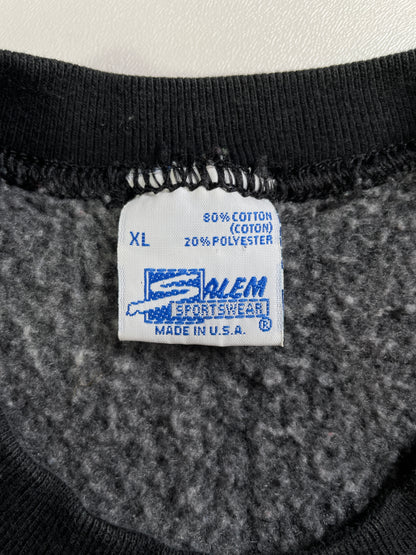 80% COTTON
(COTON)
XL 20% POLYESTER
SALEM
SPORTSWEAR
®
MADE IN U.S.A.